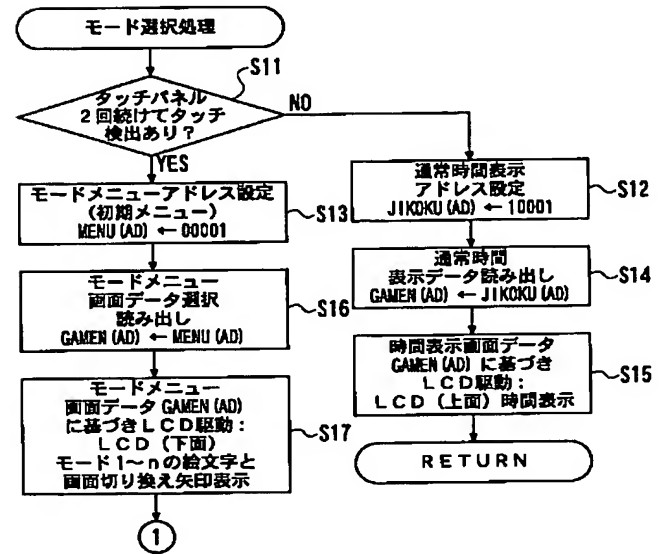 モード選択処理
S11
タッチパネル
2回続けてタッチ
検出あり?
NO
YES
モードメニューアドレス設定
(初期メニュー)
MENU(AD) ← 00001
S13
モードメニュー
画面データ選択
読み出し
GAMEN(AD) ← MENU(AD)
S16
モードメニュー
画面データ GAMEN(AD)
に基づきLCD駆動:
LCD(下面)
モード1~nの絵文字と
画面切り換え矢印表示
S17
1
通常時間表示
アドレス設定
JIKOKU(AD) ← 10001
S12
通常時間
表示データ読み出し
GAMEN(AD) ← JIKOKU(AD)
S14
時間表示画面データ
GAMEN(AD)に基づき
LCD駆動:
LCD(上面)時間表示
S15
RETURN